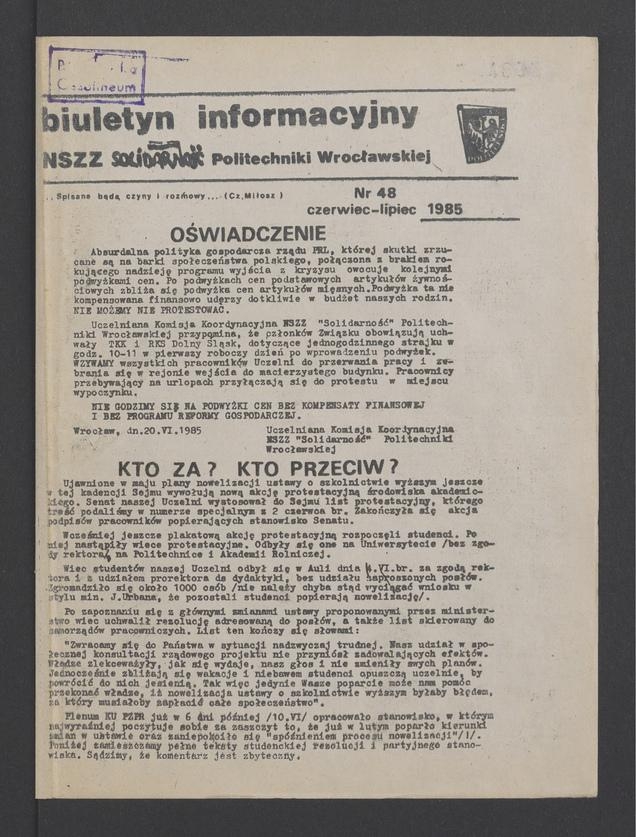 Ossolineum
biuletyn informacyjny
NSZZ SOLIDARNOŚĆ Politechniki Wrocławskiej
POLITECHNIKA
...Spisane będą czyny i rozmowy...(Cz.Miłosz)
Nr 48
czerwiec-lipiec 1985
OŚWIADCZENIE
Absurdalna polityka gospodarcza rządu PRL, której skutki zrzu-
cane są na barki społeczeństwa polskiego, połączona z brakiem ro-
kującego nadzieję programu wyjścia z kryzysu owocuje kolejnymi
podwyżkami cen. Po podwyżkach cen podstawowych artykułów żywnoś-
ciowych zbliża się podwyżka cen artykułów mięsnych.Podwyżka ta nie
kompensowana finansowo uderzy dotkliwie w budżet naszych rodzin.
NIE MOŻEMY NIE PROTESTOWAĆ.
Uczelniana Komisja Koordynacyjna NSZZ "Solidarność" Politech-
niki Wrocławskiej przypomina, że członków Związku obowiązują uch-
wały TKK i RKS Dolny Śląsk, dotyczące jednogodzinnego strajku w
godz. 10-11 w pierwszy roboczy dzień po wprowadzeniu podwyżek.
WZYWAMY wszystkich pracowników Uczelni do przerwania pracy i ze-
brania się w rejonie wejścia do macierzystego budynku. Pracownicy
przebywający na urlopach przyłączają się do protestu w miejscu
wypoczynku.
NIE GODZIMY SIĘ NA PODWYŻKI CEN BEZ KOMPENSATY FINANSOWEJ
I BEZ PROGRAMU REFORMY GOSPODARCZEJ.
Wrocław, dn.20.VI.1985
Uczelniana Komisja Koordynacyjna
NSZZ "Solidarność" Politechniki
Wrocławskiej
KTO ZA? KTO PRZECIW?
Ujawnione w maju plany nowelizacji ustawy o szkolnictwie wyższym jeszcze
w tej kadencji Sejmu wywołują nową akcję protestacyjną środowiska akademic-
kiego. Senat naszej Uczelni wystosował do Sejmu list protestacyjny, którego
treść podaliśmy w numerze specjalnym z 2 czerwca br. Zakończyła się akcja
podpisów pracowników popierających stanowisko Senatu.
Wcześniej jeszcze plakatową akcję protestacyjną rozpoczęli studenci. Po
niej nastąpiły wiece protestacyjne. Odbyły się one na Uniwersytecie /bez zgo-
dy rektora/, na Politechnice i Akademii Rolniczej.
Wiec studentów naszej Uczelni odbył się w Auli dnia 4.VI.br. za zgodą rek-
tora i z udziałem prorektora ds dydaktyki, bez udziału zaproszonych posłów.
Zgromadziło się około 1000 osób /nie należy chyba stąd wyciągać wniosku w
stylu min. J.Urbana, że pozostali studenci popierają nowelizację/.
Po zapoznaniu się z głównymi zmianami ustawy proponowanymi przez minister-
stwo wiec uchwalił rezolucję adresowaną do posłów, a także list skierowany do
samorządów pracowniczych. List ten kończy się słowami:
"Zwracamy się do Państwa w sytuacji nadzwyczaj trudnej. Nasz udział w spo-
łecznej konsultacji rządowego projektu nie przyniósł zadowalających efektów.
Władze zlekceważyły, jak się wydaje, nasz głos i nie zmieniły swych planów.
Jednocześnie zbliżają się wakacje i niebawem studenci opuszczą uczelnie, by
powrócić do nich jesienią. Tak więc jedynie Wasze poparcie może nam pomóc
przekonać władze, iż nowelizacja ustawy o szkolnictwie wyższym byłaby błędem,
za który musiałoby zapłacić całe społeczeństwo".
Plenum KU PZPR już w 6 dni później /10.VI/ opracowało stanowisko, w którym
najwyraźniej poczytuje sobie za zaszczyt to, że już w lutym poparło kierunki
zmian w ustawie oraz zaniepokoiło się "spóźnieniem procesu nowelizacji"/!/.
Poniżej zamieszczamy pełne teksty studenckiej rezolucji i partyjnego stano-
wiska. Sądzimy, że komentarz jest zbyteczny.